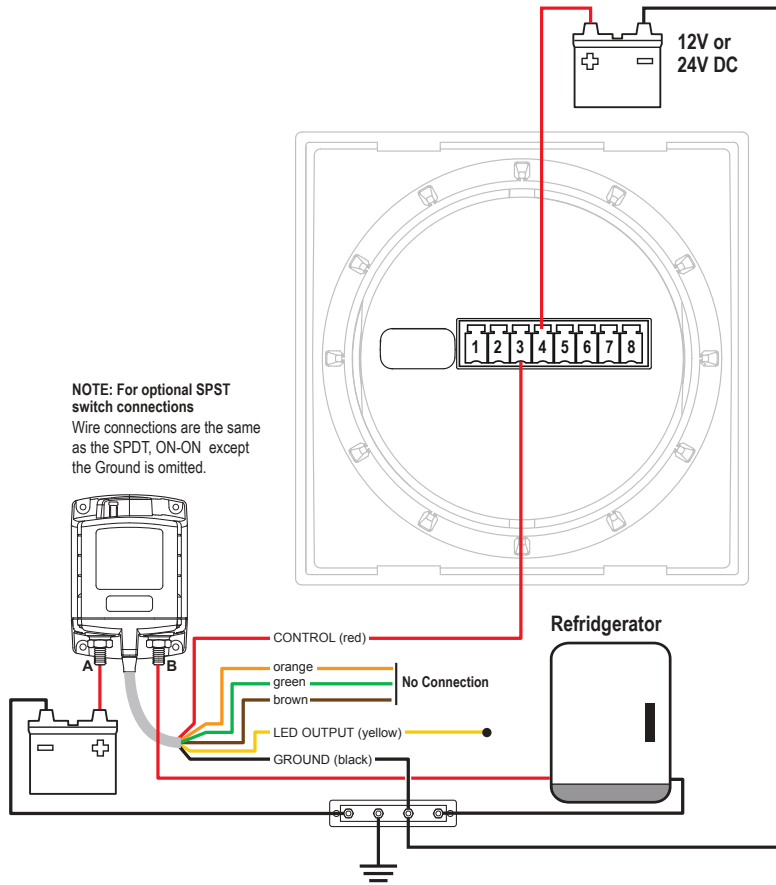 12V or
24V DC
1 2 3 4 5 6 7 8
NOTE: For optional SPST
switch connections
Wire connections are the same
as the SPDT, ON-ON except
the Ground is omitted.
A
B
CONTROL (red)
orange
green
brown
No Connection
LED OUTPUT (yellow)
GROUND (black)
Refridgerator